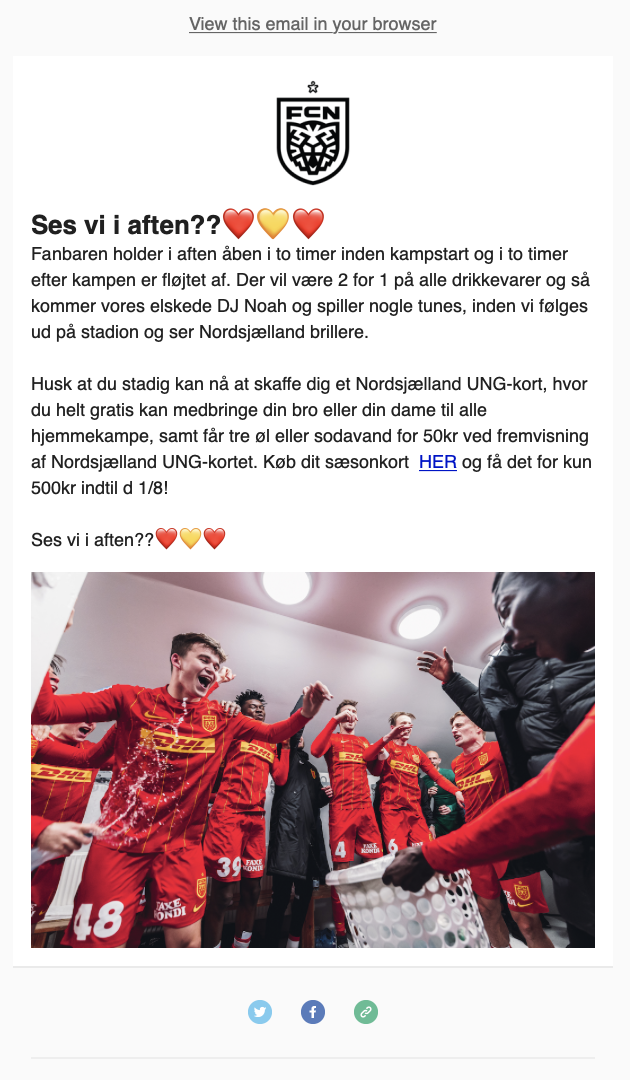 View this email in your browser
FCN
Ses vi i aften??❤️💛❤️
Fanbaren holder i aften åben i to timer inden kampstart og i to timer
efter kampen er fløjtet af. Der vil være 2 for 1 på alle drikkevarer og så
kommer vores elskede DJ Noah og spiller nogle tunes, inden vi følges
ud på stadion og ser Nordsjælland brillere.
Husk at du stadig kan nå at skaffe dig et Nordsjælland UNG-kort, hvor
du helt gratis kan medbringe din bro eller din dame til alle
hjemmekampe, samt får tre øl eller sodavand for 50kr ved fremvisning
af Nordsjælland UNG-kortet. Køb dit sæsonkort  HER og få det for kun
500kr indtil d 1/8!
Ses vi i aften??❤️💛❤️
DHL
DHL
DHL
DHL
DHL
DHL
39
FAXE
KONDI
4
FAXE
KONDI
6
48
FAXE
KONDI